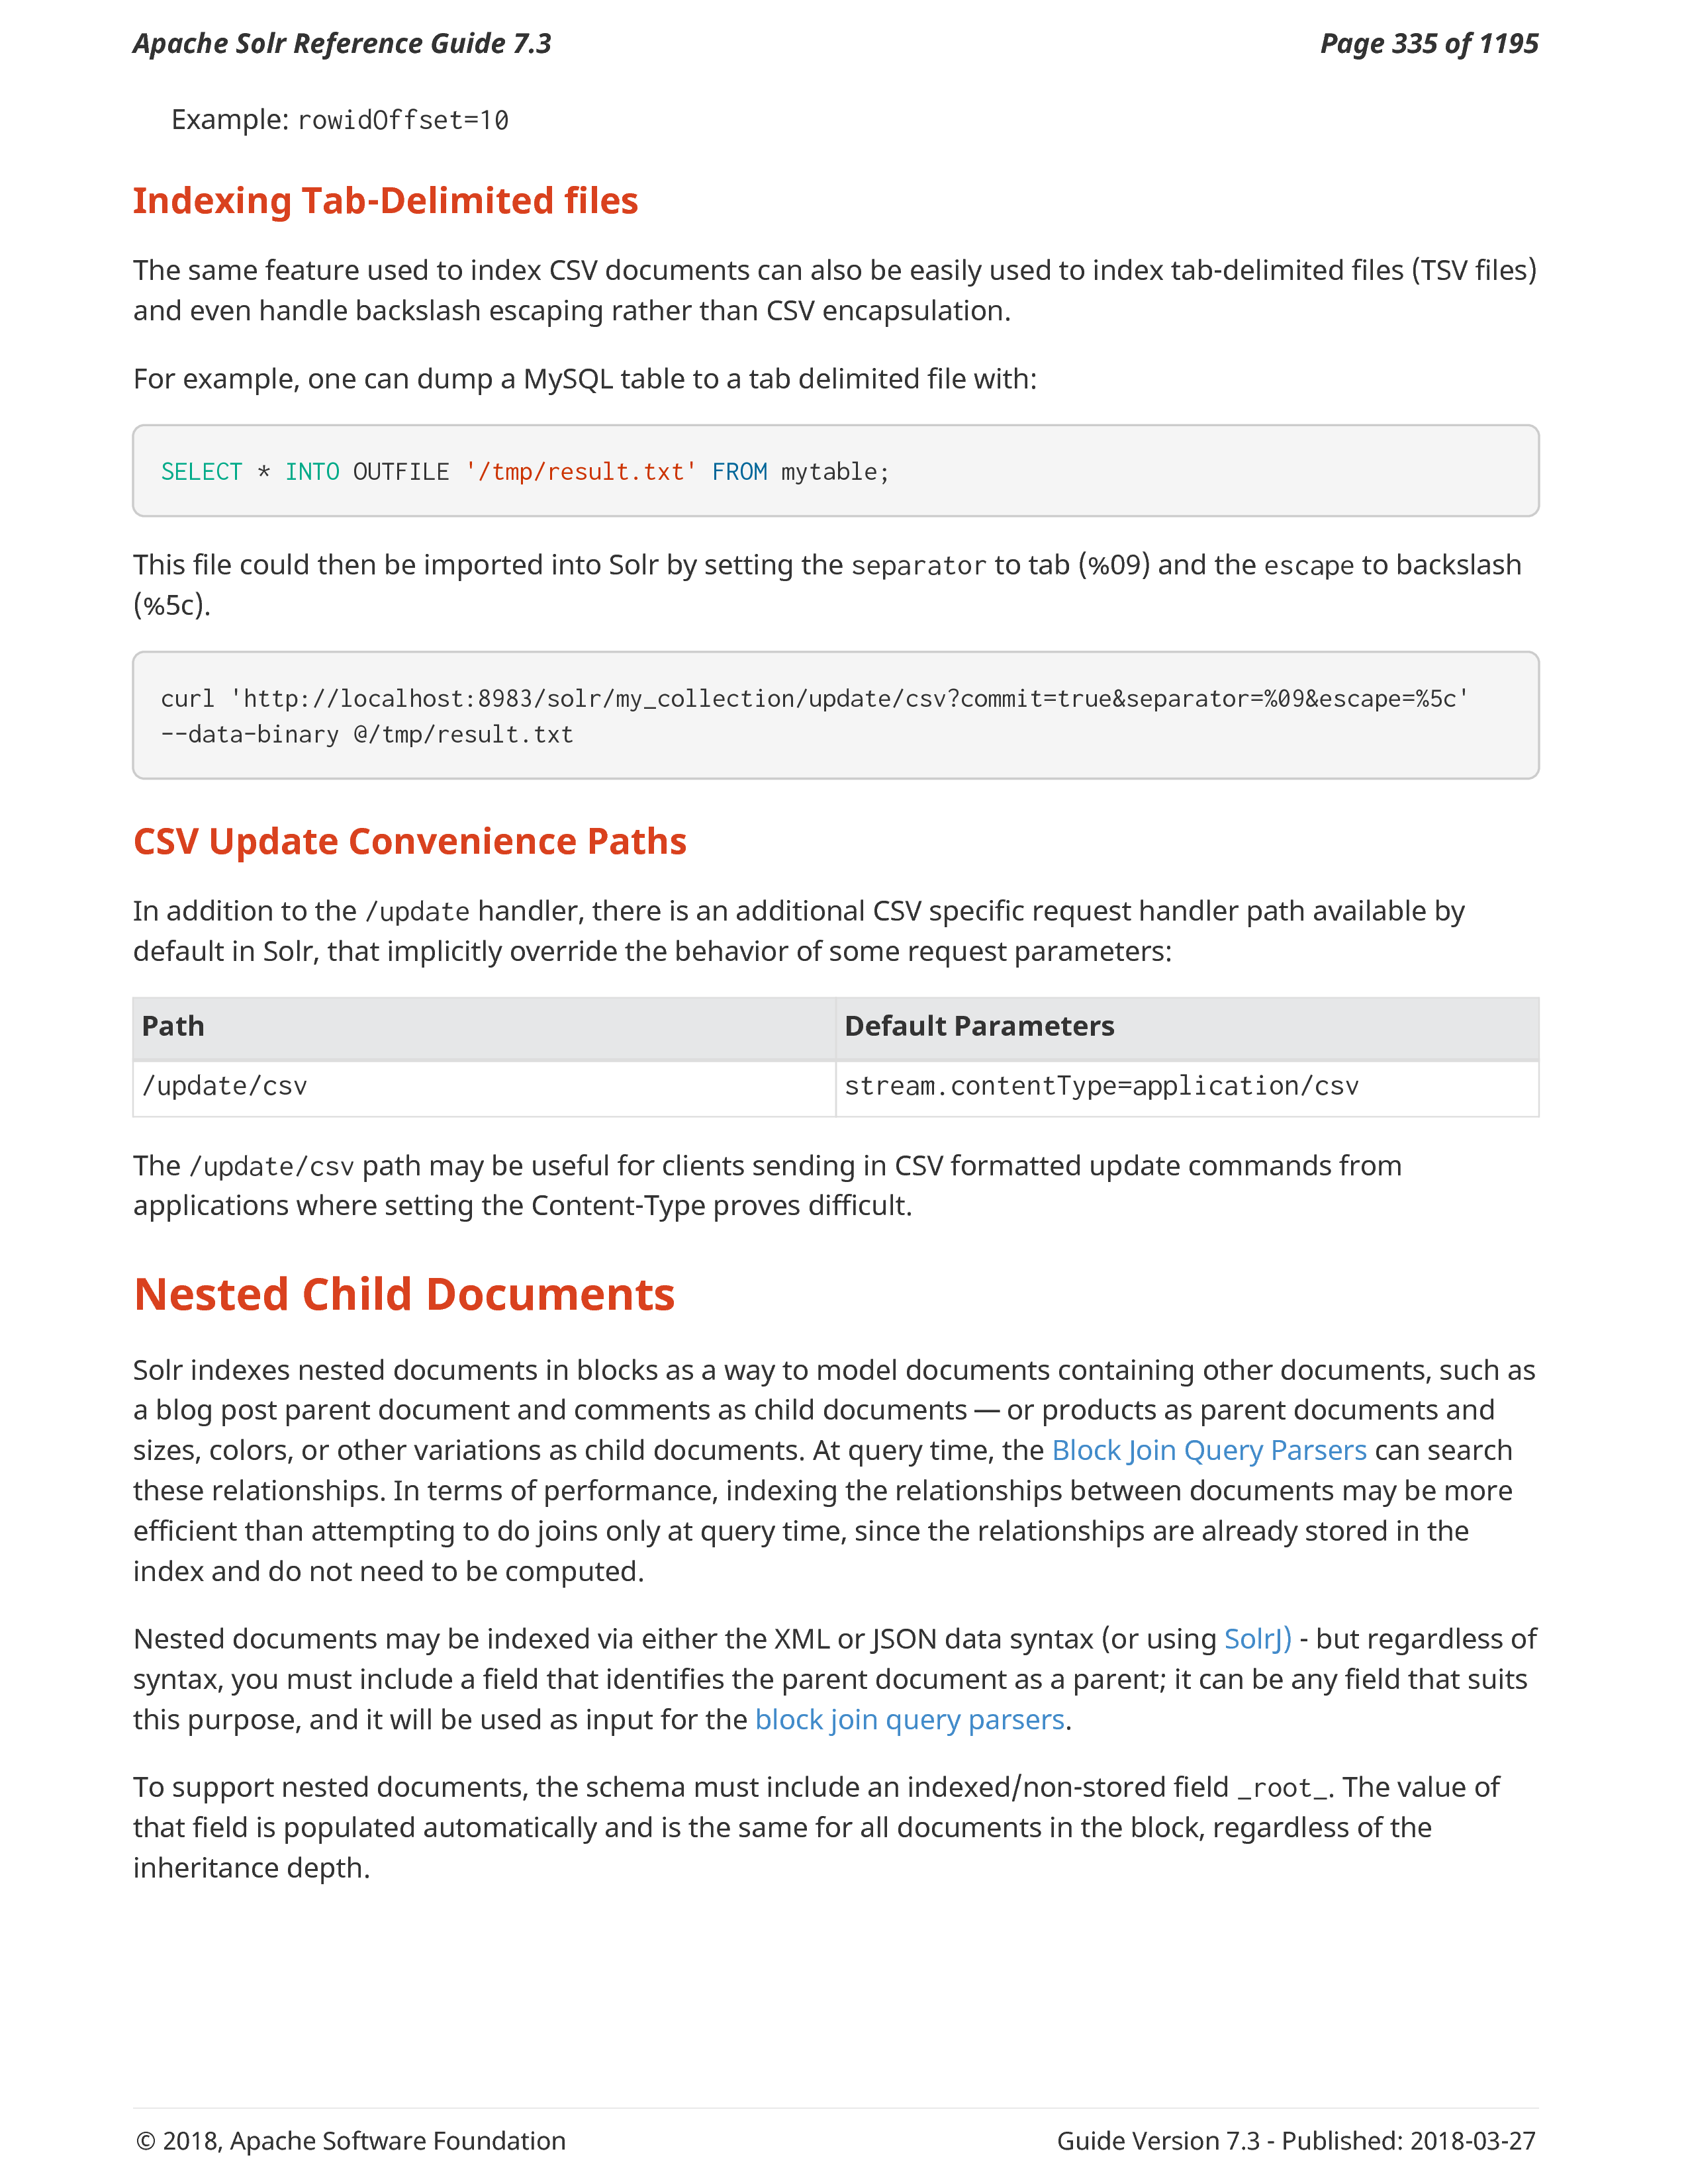 Apache Solr Reference Guide 7.3
Page 335 of 1195
Example: rowidOffset=10
Indexing Tab-Delimited files
The same feature used to index CSV documents can also be easily used to index tab-delimited files (TSV files)
and even handle backslash escaping rather than CSV encapsulation.
For example, one can dump a MySQL table to a tab delimited file with:
SELECT * INTO OUTFILE '/tmp/result.txt' FROM mytable;
This file could then be imported into Solr by setting the separator to tab (%09) and the escape to backslash
(%5c).
curl 'http://localhost:8983/solr/my_collection/update/csv?commit=true&separator=%09&escape=%5c'
--data-binary @/tmp/result.txt
CSV Update Convenience Paths
In addition to the /update handler, there is an additional CSV specific request handler path available by
default in Solr, that implicitly override the behavior of some request parameters:
Path
Default Parameters
/update/csv
stream.contentType=application/csv
The /update/csv path may be useful for clients sending in CSV formatted update commands from
applications where setting the Content-Type proves difficult.
Nested Child Documents
Solr indexes nested documents in blocks as a way to model documents containing other documents, such as
a blog post parent document and comments as child documents — or products as parent documents and
sizes, colors, or other variations as child documents. At query time, the Block Join Query Parsers can search
these relationships. In terms of performance, indexing the relationships between documents may be more
efficient than attempting to do joins only at query time, since the relationships are already stored in the
index and do not need to be computed.
Nested documents may be indexed via either the XML or JSON data syntax (or using SolrJ) - but regardless of
syntax, you must include a field that identifies the parent document as a parent; it can be any field that suits
this purpose, and it will be used as input for the block join query parsers.
To support nested documents, the schema must include an indexed/non-stored field _root_. The value of
that field is populated automatically and is the same for all documents in the block, regardless of the
inheritance depth.
© 2018, Apache Software Foundation
Guide Version 7.3 - Published: 2018-03-27